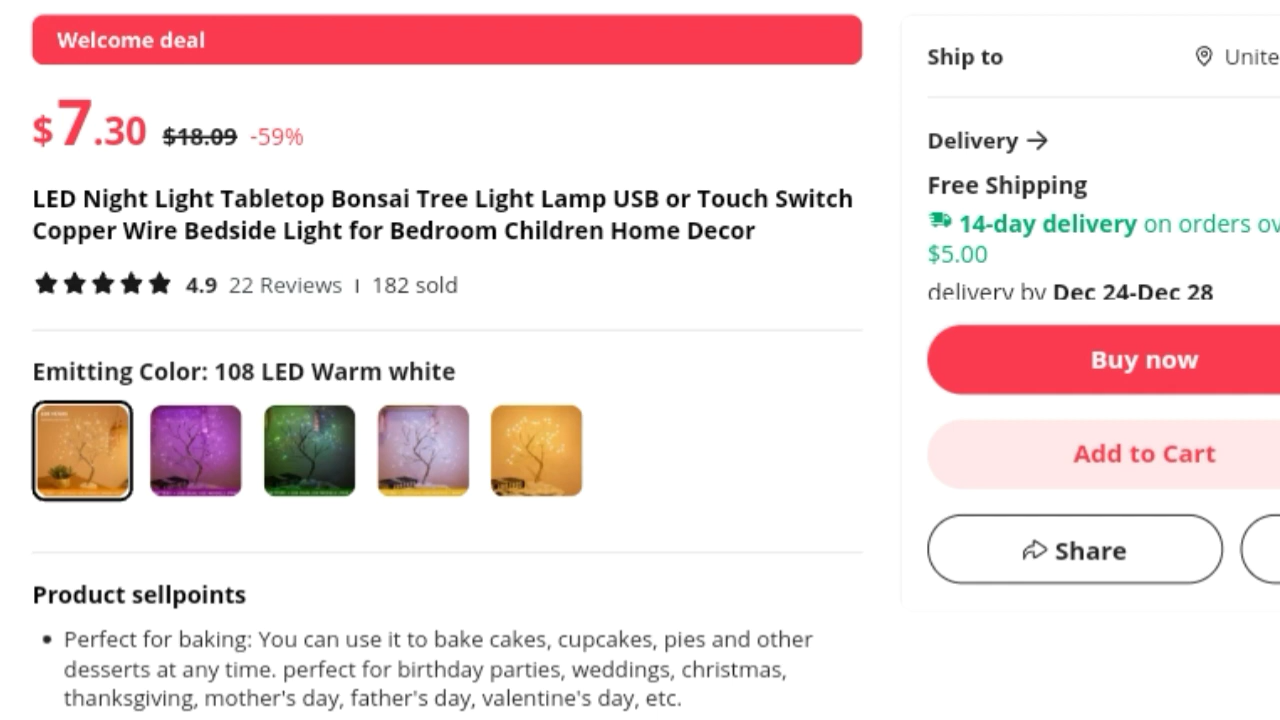 Welcome deal
$7.30 $18.09 -59%
LED Night Light Tabletop Bonsai Tree Light Lamp USB or Touch Switch
Copper Wire Bedside Light for Bedroom Children Home Decor
4.9 22 Reviews | 182 sold
Emitting Color: 108 LED Warm white
Product sellpoints
• Perfect for baking: You can use it to bake cakes, cupcakes, pies and other
desserts at any time. perfect for birthday parties, weddings, christmas,
thanksgiving, mother's day, father's day, valentine's day, etc.
Ship to Unite
Delivery →
Free Shipping
14-day delivery on orders ov
$5.00
delivery by Dec 24-Dec 28
Buy now
Add to Cart
Share